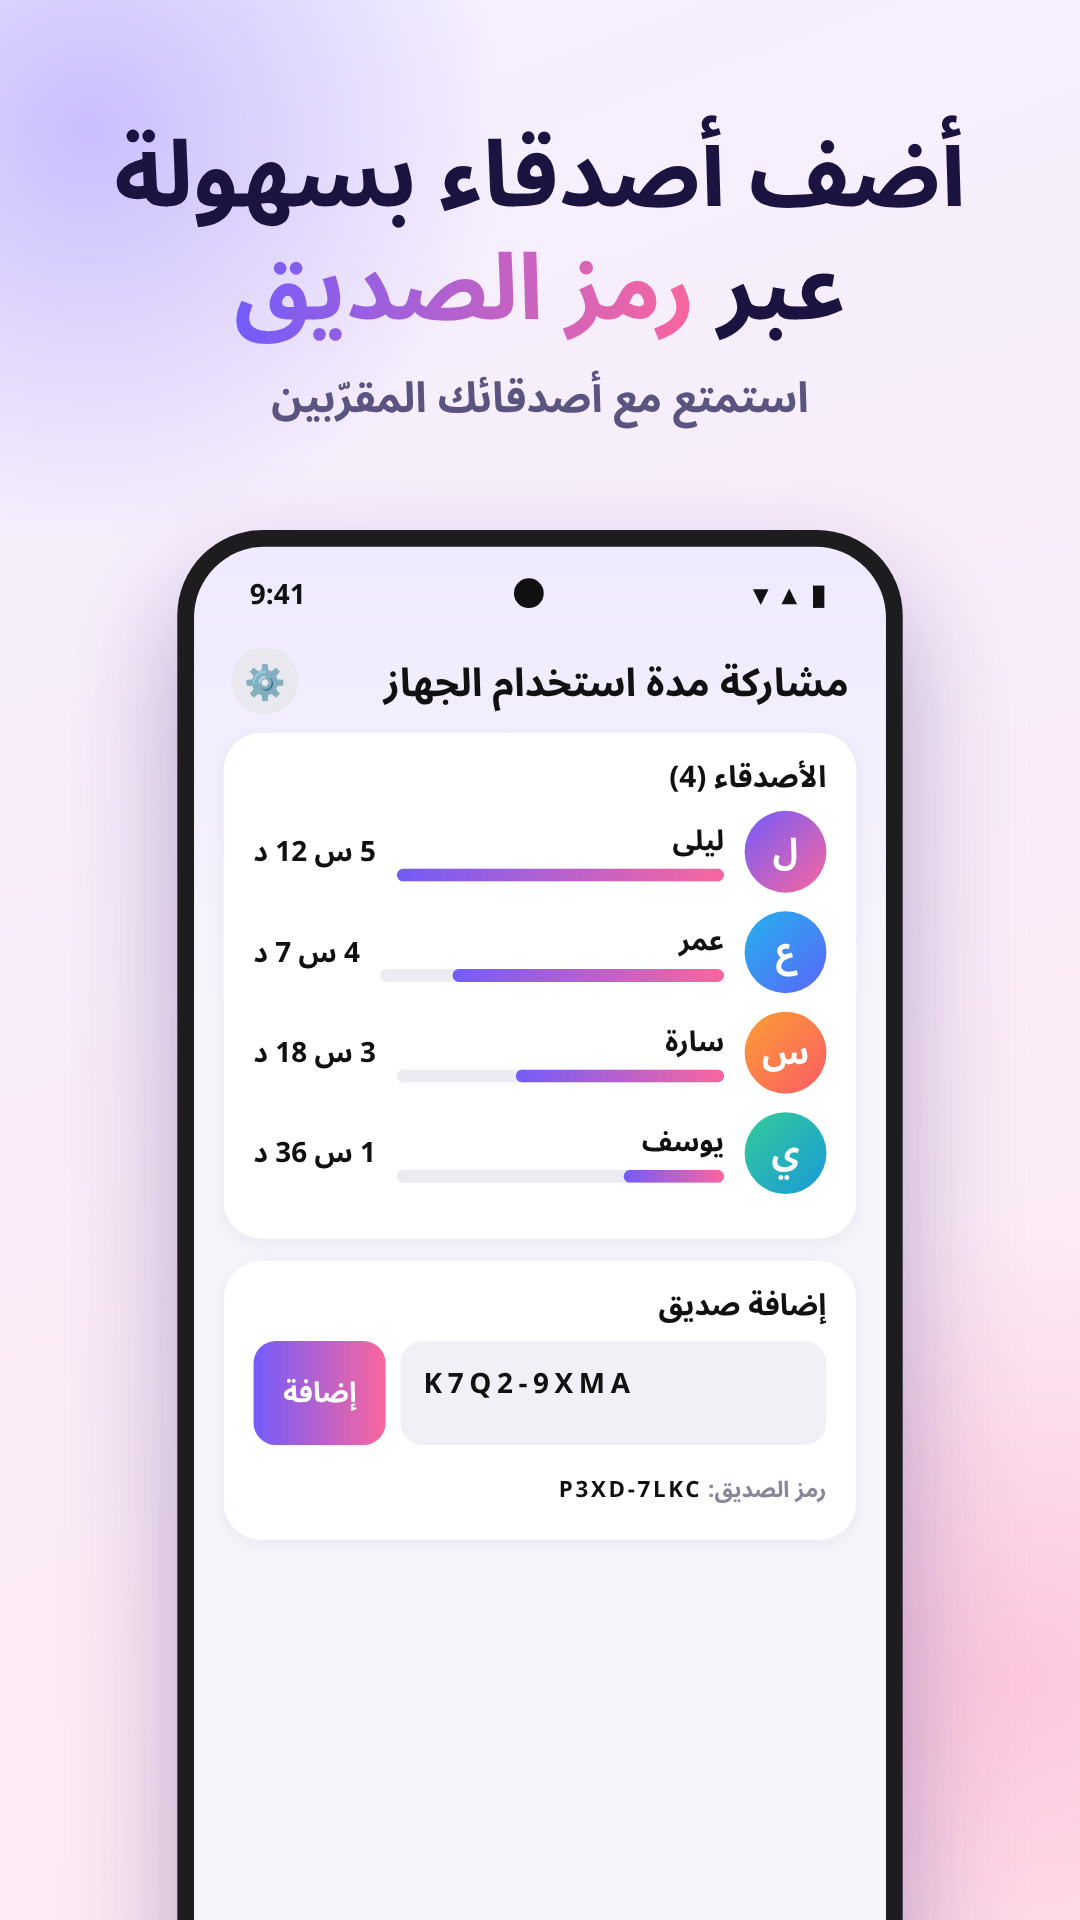 أضف أصدقاء بسهولة
عبر رمز الصديق
استمتع مع أصدقائك المقرّبين
9:41
مشاركة مدة استخدام الجهاز
الأصدقاء (4)
ل
ليلى
5 س 12 د
ع
عمر
4 س 7 د
س
سارة
3 س 18 د
ي
يوسف
1 س 36 د
إضافة صديق
K7Q2-9XMA
إضافة
رمز الصديق: P3XD-7LKC